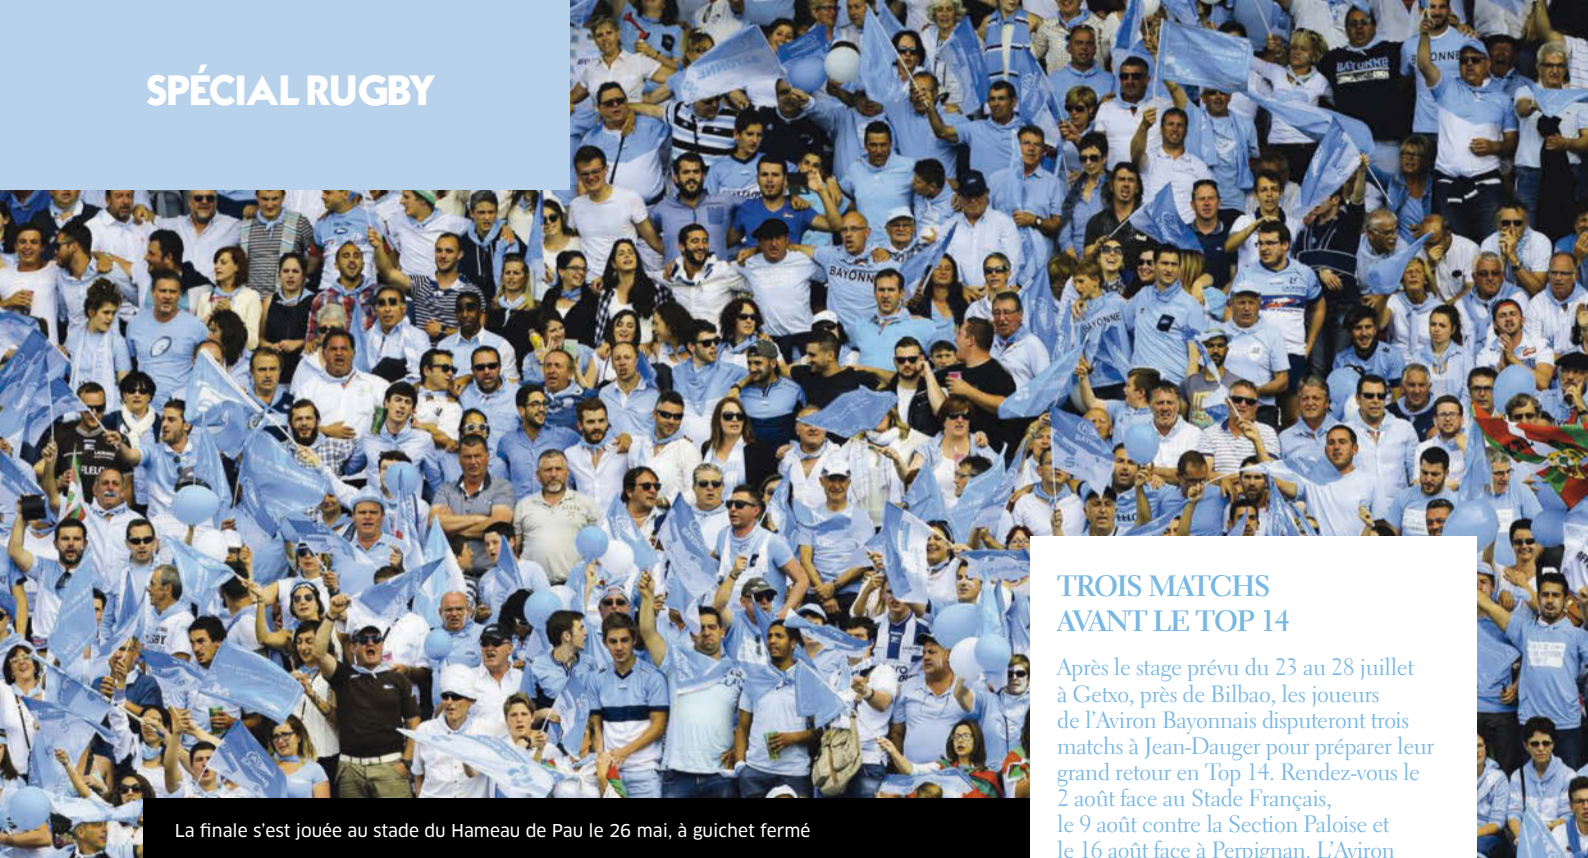 SPÉCIAL RUGBY
BAYONNE
BAYONNE
La finale s'est jouée au stade du Hameau de Pau le 26 mai, à guichet fermé
TROIS MATCHS
AVANT LE TOP 14
Après le stage prévu du 23 au 28 juillet
à Getxo, près de Bilbao, les joueurs
de l'Aviron Bayonnais disputeront trois
matchs à Jean-Dauger pour préparer leur
grand retour en Top 14. Rendez-vous le
2 août face au Stade Français,
le 9 août contre la Section Paloise et
le 16 août face à Perpignan. L'Aviron